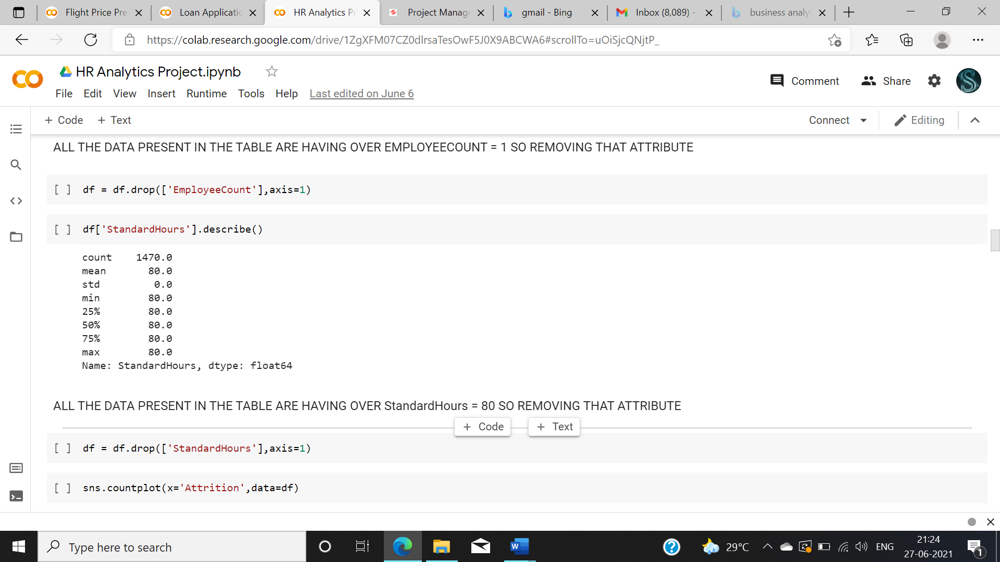 Flight Price Pre
Loan Applicatic
HR Analytics Pr
Project Manage
gmail - Bing
Inbox (8,089) -
business analyt
https://colab.research.google.com/drive/1ZgXFM07CZ0dIrsaTesOwF5J0X9ABCWA6#scrollTo=uOiSjcQNjtP_
HR Analytics Project.ipynb
Comment
Share
File Edit View Insert Runtime Tools Help Last edited on June 6
+ Code + Text
Connect
Editing
ALL THE DATA PRESENT IN THE TABLE ARE HAVING OVER EMPLOYEECOUNT = 1 SO REMOVING THAT ATTRIBUTE
[ ] df = df.drop(['EmployeeCount'],axis=1)
[ ] df['StandardHours'].describe()
count 1470.0
mean 80.0
std 0.0
min 80.0
25% 80.0
50% 80.0
75% 80.0
max 80.0
Name: StandardHours, dtype: float64
ALL THE DATA PRESENT IN THE TABLE ARE HAVING OVER StandardHours = 80 SO REMOVING THAT ATTRIBUTE
+ Code + Text
[ ] df = df.drop(['StandardHours'],axis=1)
[ ] sns.countplot(x='Attrition',data=df)
Type here to search
29°C
ENG
21:24
27-06-2021
1